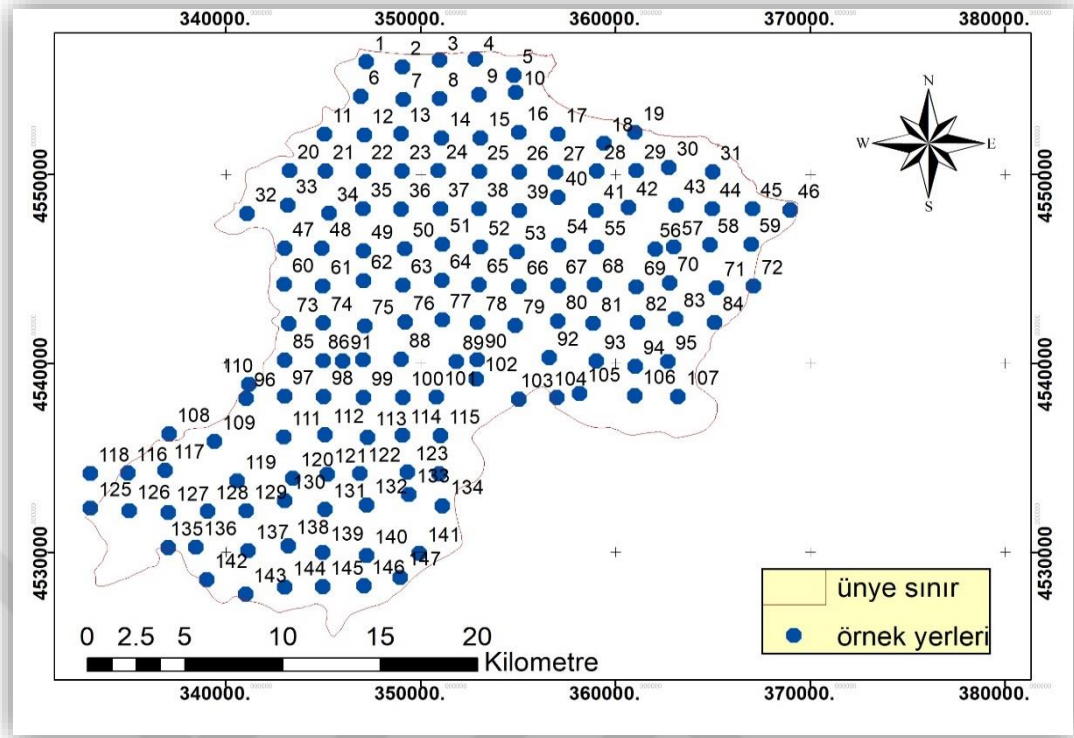 340000. 350000. 360000. 370000. 380000.
1 2 3 4 5
6 7 8 9 10
11 12 13 14 15 16 17 18 19
20 21 22 23 24 25 26 27 28 29 30 31
32 33 34 35 36 37 38 39 40 41 42 43 44 45 46
47 48 49 50 51 52 53 54 55 56 57 58 59
60 61 62 63 64 65 66 67 68 69 70 71 72
73 74 75 76 77 78 79 80 81 82 83 84
85 86 91 88 89 90 92 93 94 95
110 96 97 98 99 100 101 102 103 104 105 106 107
108 109 111 112 113 114 115
118 116 117 119 120 121 122 123
125 126 127 128 129 130 131 132 133 134
135 136 137 138 139 140 141
142 143 144 145 146 147
4550000
4540000
4530000
4550000
4540000
4530000
N
W E
S
ünye sınır
örnek yerleri
0 2.5 5 10 15 20
Kilometre
340000. 350000. 360000. 370000. 380000.